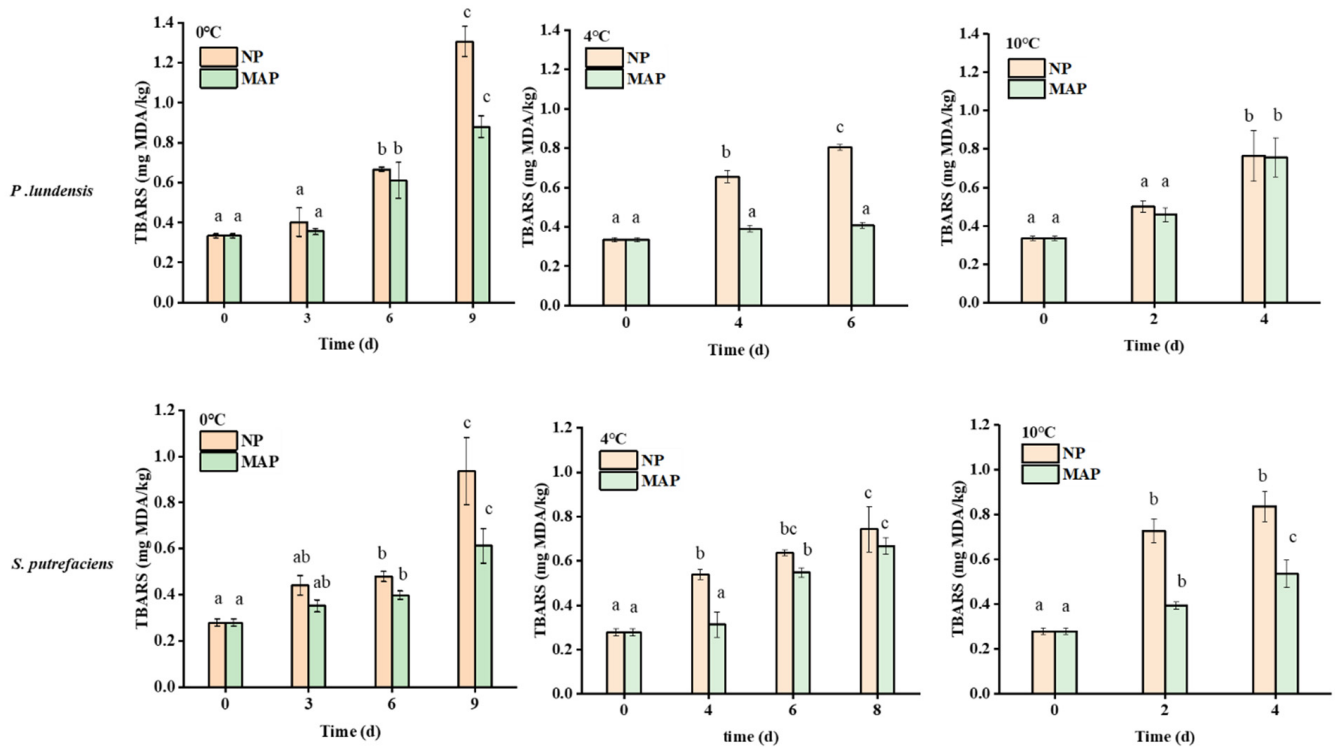 P .lundensis
0°C
NP
MAP
TBARS (mg MDA/kg)
1.4
1.2
1.0
0.8
0.6
0.4
0.2
0.0
a a
a a
b b
c c
0 3 6 9
Time (d)
4°C
NP
MAP
TBARS (mg MDA/kg)
1.4
1.2
1.0
0.8
0.6
0.4
0.2
0.0
a a
b a
c a
0 4 6
Time (d)
10°C
NP
MAP
TBARS (mg MDA/kg)
1.4
1.2
1.0
0.8
0.6
0.4
0.2
0.0
a a
a a
b b
0 2 4
Time (d)
S. putrefaciens
0°C
NP
MAP
TBARS (mg MDA/kg)
1.2
1.0
0.8
0.6
0.4
0.2
0.0
a a
ab ab
b b
c c
0 3 6 9
Time (d)
4°C
NP
MAP
TBARS (mg MDA/kg)
1.2
1.0
0.8
0.6
0.4
0.2
0.0
a a
b a
bc b
c c
0 4 6 8
time (d)
10°C
NP
MAP
TBARS (mg MDA/kg)
1.2
1.0
0.8
0.6
0.4
0.2
0.0
a a
b b
b c
0 2 4
Time (d)